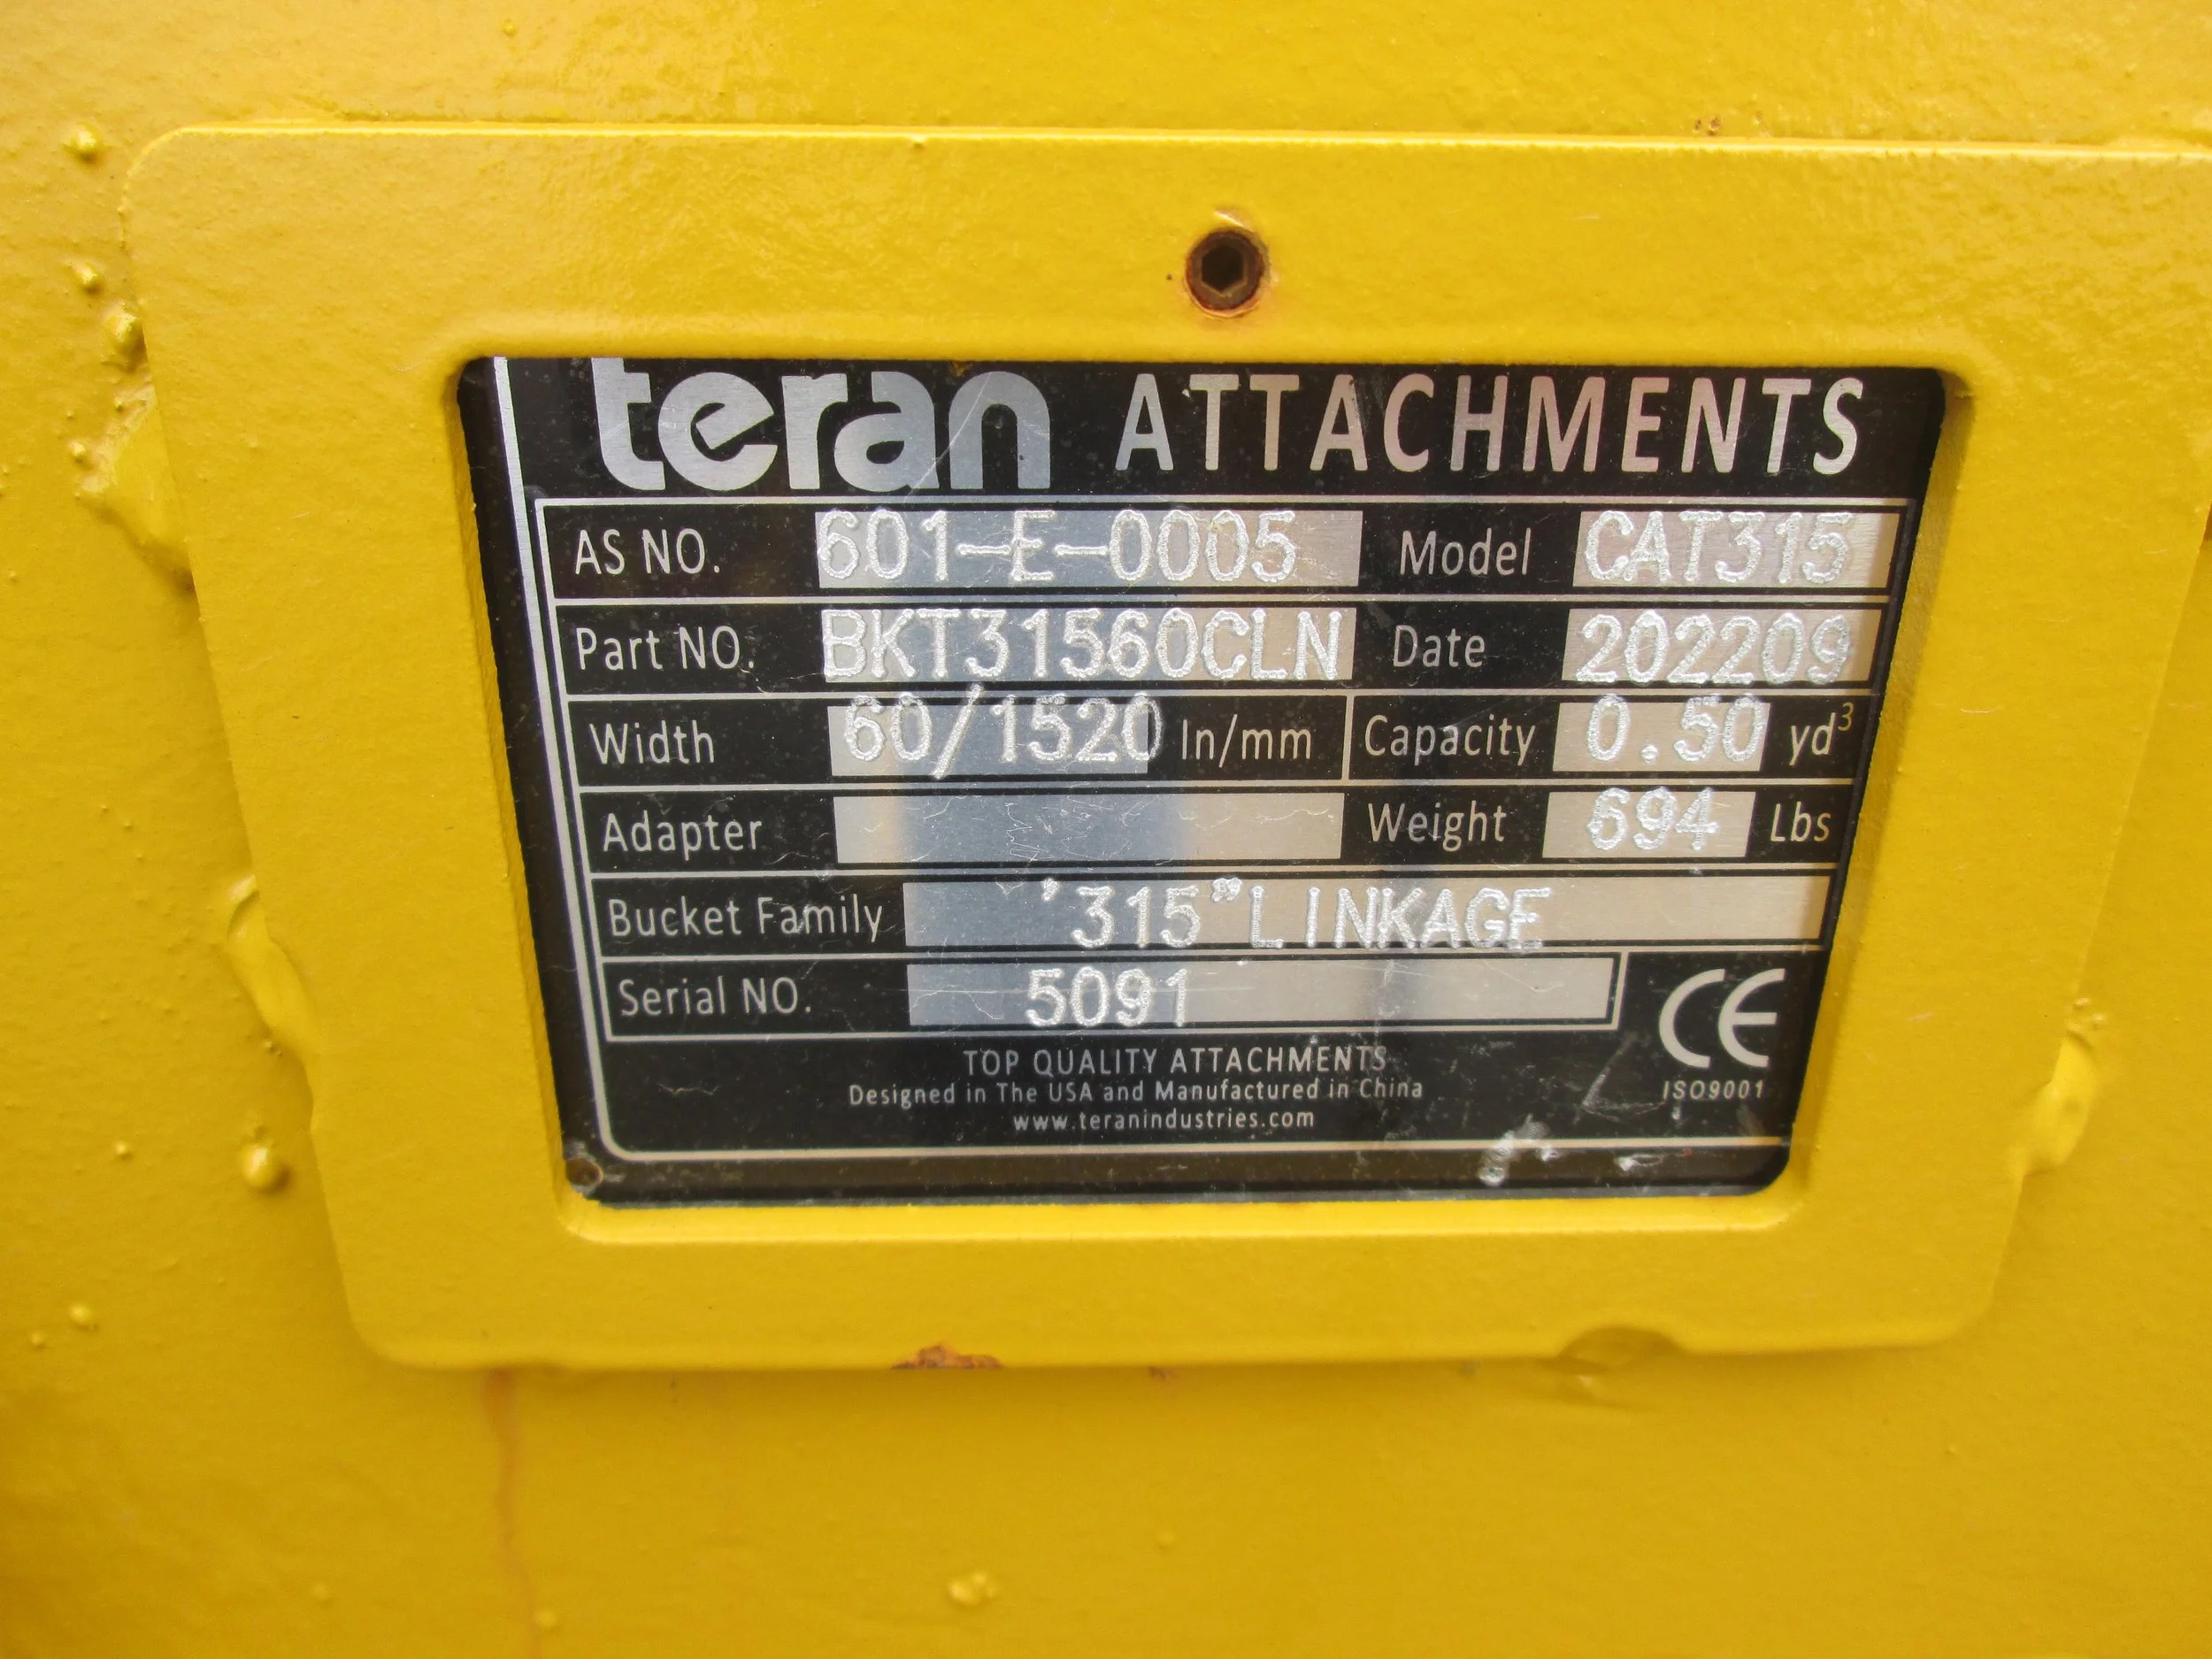 teran ATTACHMENTS
AS NO. 601-E-0005 Model CAT315
Part NO. BKT31560CLN Date 202209
Width 60/1520 In/mm Capacity 0.50 yd³
Adapter Weight 694 Lbs
Bucket Family '315"LINKAGE
Serial NO. 5091
CE
ISO9001
TOP QUALITY ATTACHMENTS
Designed in The USA and Manufactured in China
www.teranindustries.com